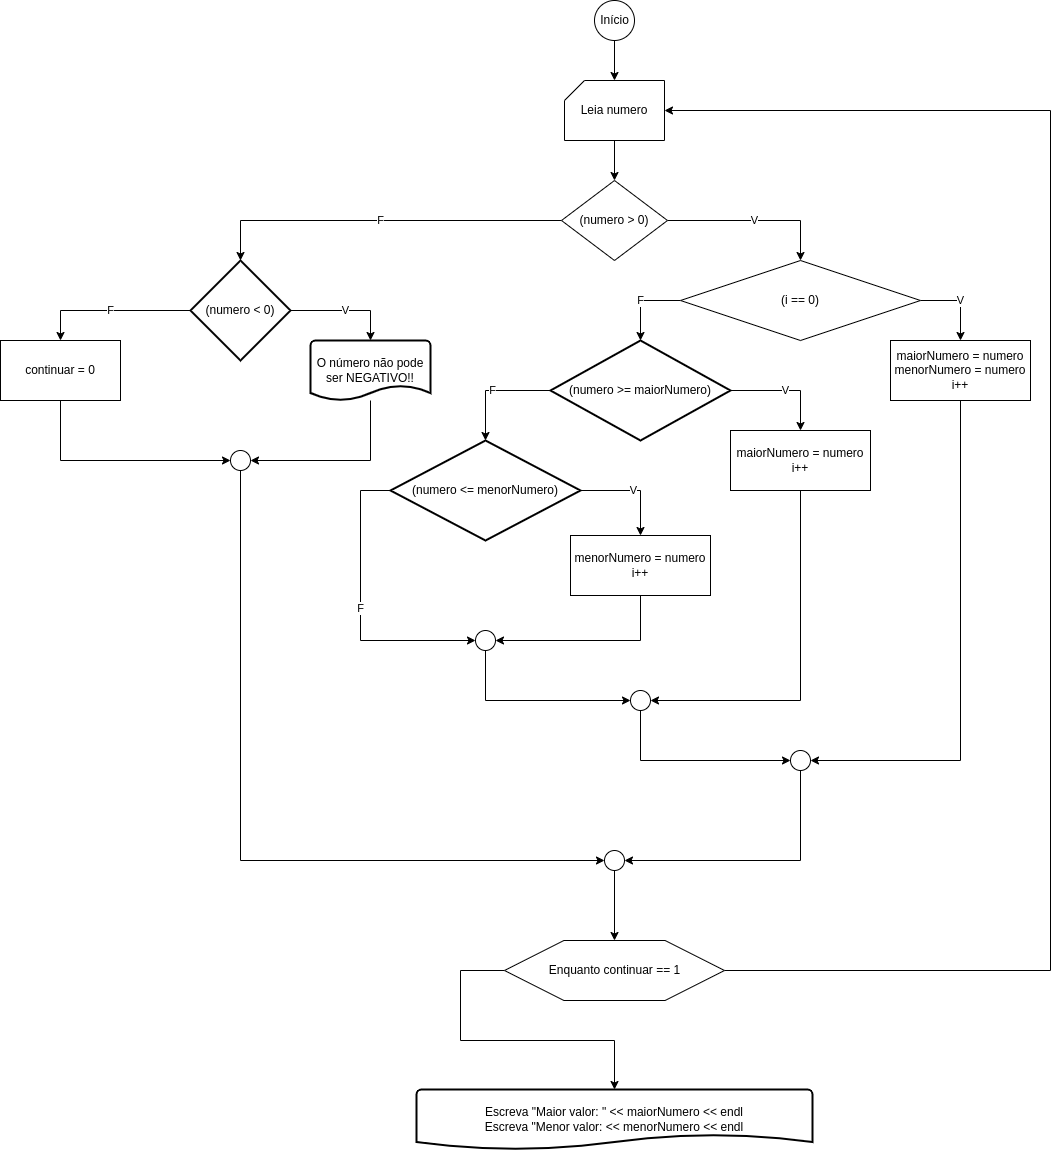 Início
Leia numero
(numero > 0)
F
V
(numero < 0)
(i == 0)
F
V
F
V
continuar = 0
O número não pode
ser NEGATIVO!!
maiorNumero = numero
menorNumero = numero
i++
(numero >= maiorNumero)
F
V
maiorNumero = numero
i++
(numero <= menorNumero)
V
menorNumero = numero
i++
F
Enquanto continuar == 1
Escreva "Maior valor: " << maiorNumero << endl
Escreva "Menor valor: << menorNumero << endl